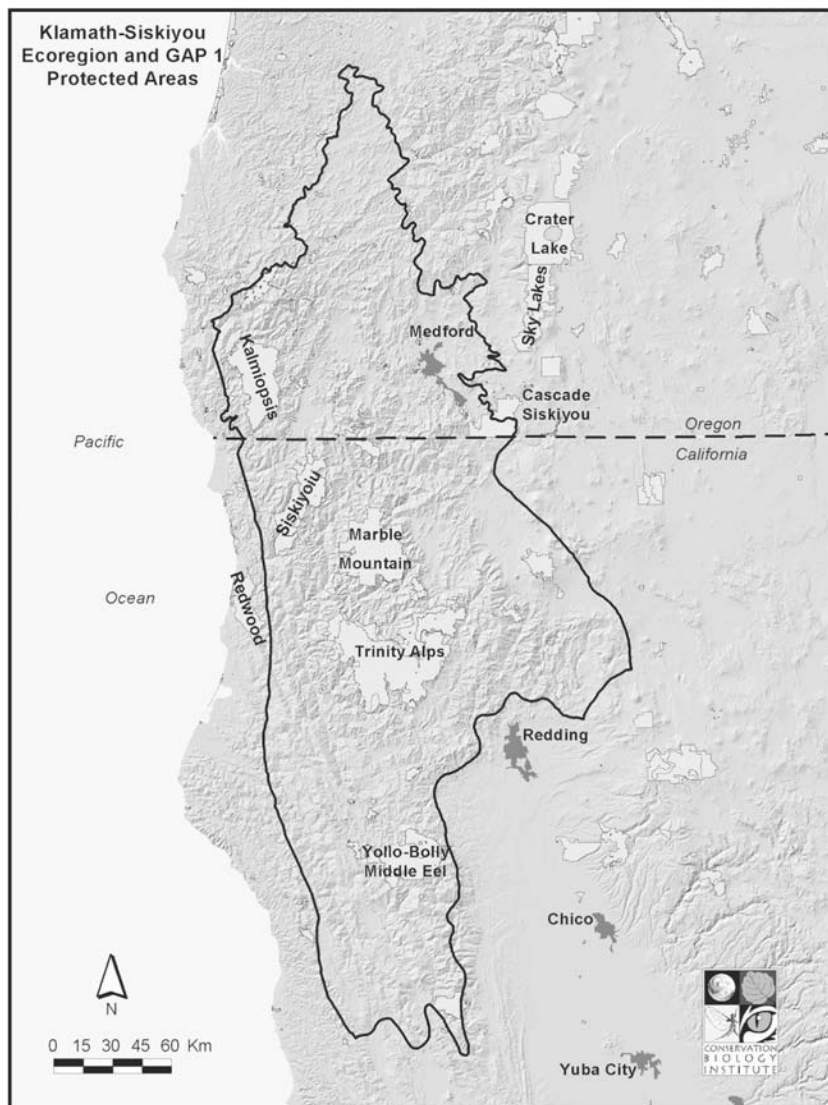 Klamath-Siskiyou
Ecoregion and GAP 1
Protected Areas
Crater
Lake
Sky Lakes
Medford
Kalmiopsis
Cascade
Siskiyou
Pacific
Oregon
California
Siskiyoiu
Marble
Mountain
Ocean
Redwood
Trinity Alps
Redding
Yollo-Bolly
Middle Eel
Chico
N
0 15 30 45 60 Km
CONSERVATION
BIOLOGY
INSTITUTE
Yuba City